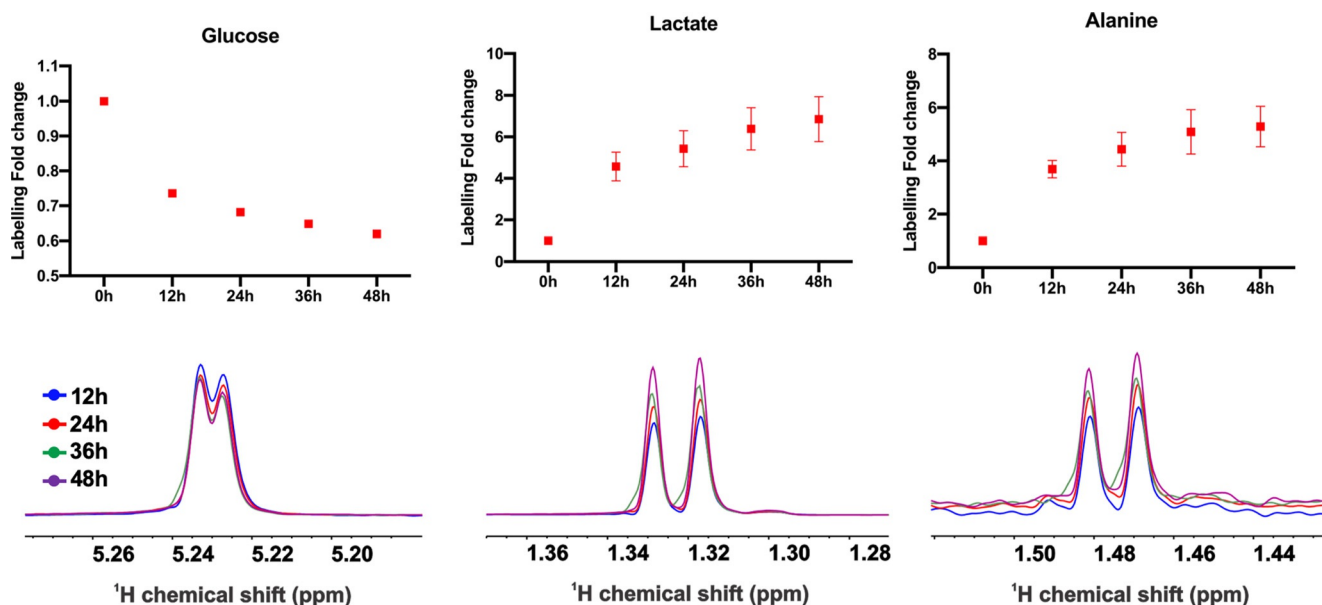 Glucose
Labelling Fold change
1.1
1.0
0.9
0.8
0.7
0.6
0.5
0h 12h 24h 36h 48h
Lactate
Labelling Fold change
10
8
6
4
2
0
0h 12h 24h 36h 48h
Alanine
Labelling Fold change
8
6
4
2
0
0h 12h 24h 36h 48h
12h
24h
36h
48h
5.26 5.24 5.22 5.20
¹H chemical shift (ppm)
1.36 1.34 1.32 1.30 1.28
¹H chemical shift (ppm)
1.50 1.48 1.46 1.44
¹H chemical shift (ppm)